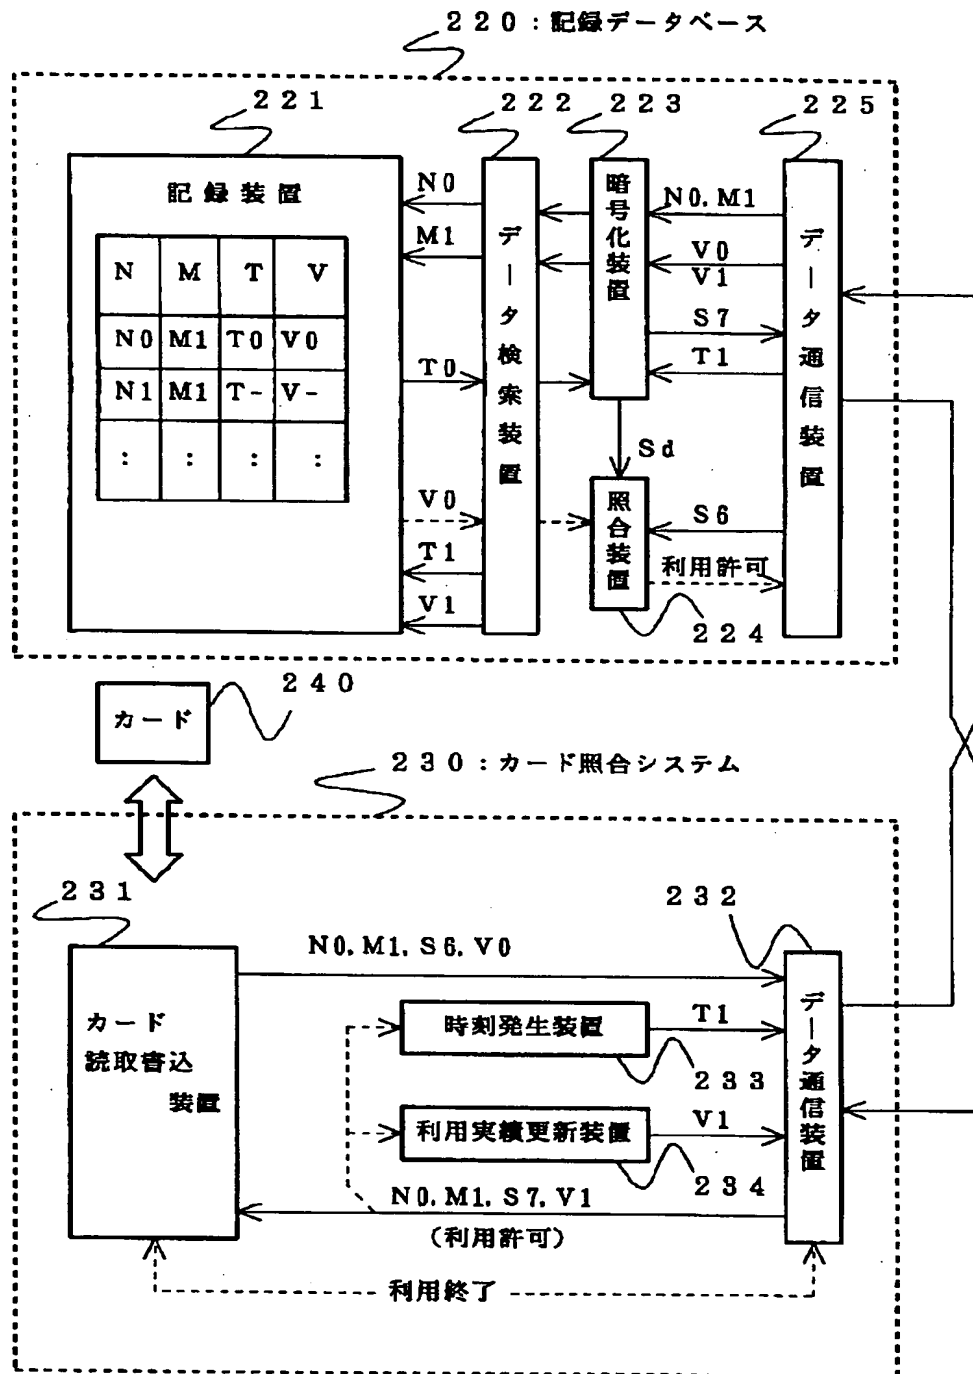 220:記録データベース
221
222
223
225
記録装置
N M T V
N0 M1 T0 V0
N1 M1 T- V-
: : : :
N0
M1
T0
V0
T1
V1
データ検索装置
暗号化装置
N0.M1
V0
V1
S7
T1
Sd
照合装置
S6
利用許可
224
データ通信装置
240
カード
230:カード照合システム
231
232
カード
読取書込
装置
N0.M1.S6.V0
時刻発生装置
T1
233
利用実績更新装置
V1
234
N0.M1.S7.V1
(利用許可)
データ通信装置
利用終了